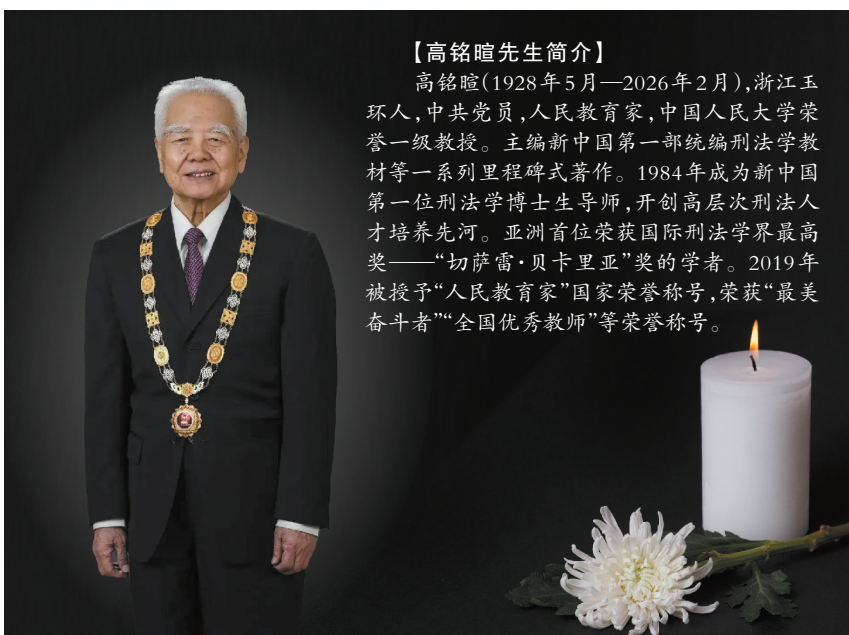 【高铭暄先生简介】
高铭暄(1928年5月—2026年2月),浙江玉
环人,中共党员,人民教育家,中国人民大学荣
誉一级教授。主编新中国第一部统编刑法学教
材等一系列里程碑式著作。1984年成为新中国
第一位刑法学博士生导师,开创高层次刑法人
才培养先河。亚洲首位荣获国际刑法学界最高
奖——“切萨雷·贝卡里亚”奖的学者。2019年
被授予“人民教育家”国家荣誉称号,荣获“最美
奋斗者”“全国优秀教师”等荣誉称号。